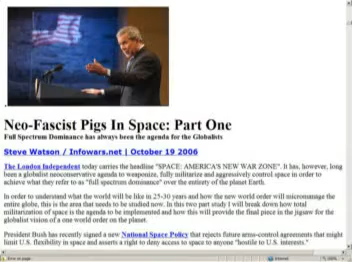 Neo-Fascist Pigs In Space: Part One
Full Spectrum Dominance has always been the agenda for the Globalists
Steve Watson / Infowars.net | October 19 2006
The London Independent today carries the headline "SPACE: AMERICA'S NEW WAR ZONE". It has, however, long
been a globalist neoconservative agenda to weaponize, fully militarize and aggressively control space in order to
achieve what they refer to as "full spectrum dominance" over the entirety of the planet Earth.
In order to understand what the world will be like in 25-30 years and how the new world order will micromanage the
entire globe, this is the area that needs to be studied now. In this two part study I will break down how total
militarization of space is the agenda to be implemented and how this will provide the final piece in the jigsaw for the
globalist vision of a one world order on the planet.
President Bush has recently signed a new National Space Policy that rejects future arms-control agreements that might
limit U.S. flexibility in space and asserts a right to deny access to space to anyone "hostile to U.S. interests."
Internet